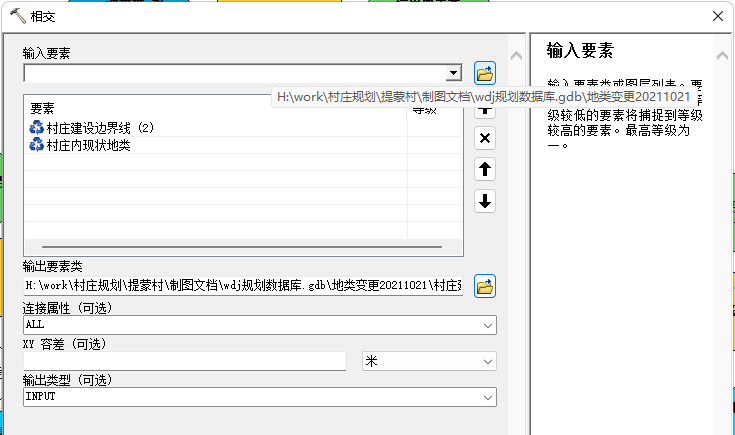 相交
输入要素
H:\work\村庄规划\提蒙村\制图文档\wdj规划数据库.gdb\地类变更20211021
要素
等级
村庄建设边界线 (2)
村庄内现状地类
输出要素类
H:\work\村庄规划\提蒙村\制图文档\wdj规划数据库.gdb\地类变更20211021\村庄
连接属性 (可选)
ALL
XY 容差 (可选)
米
输出类型 (可选)
INPUT
输入要素
输入要素类或图层列表。要
级较低的要素将捕捉到等级
较高的要素。最高等级为
一。